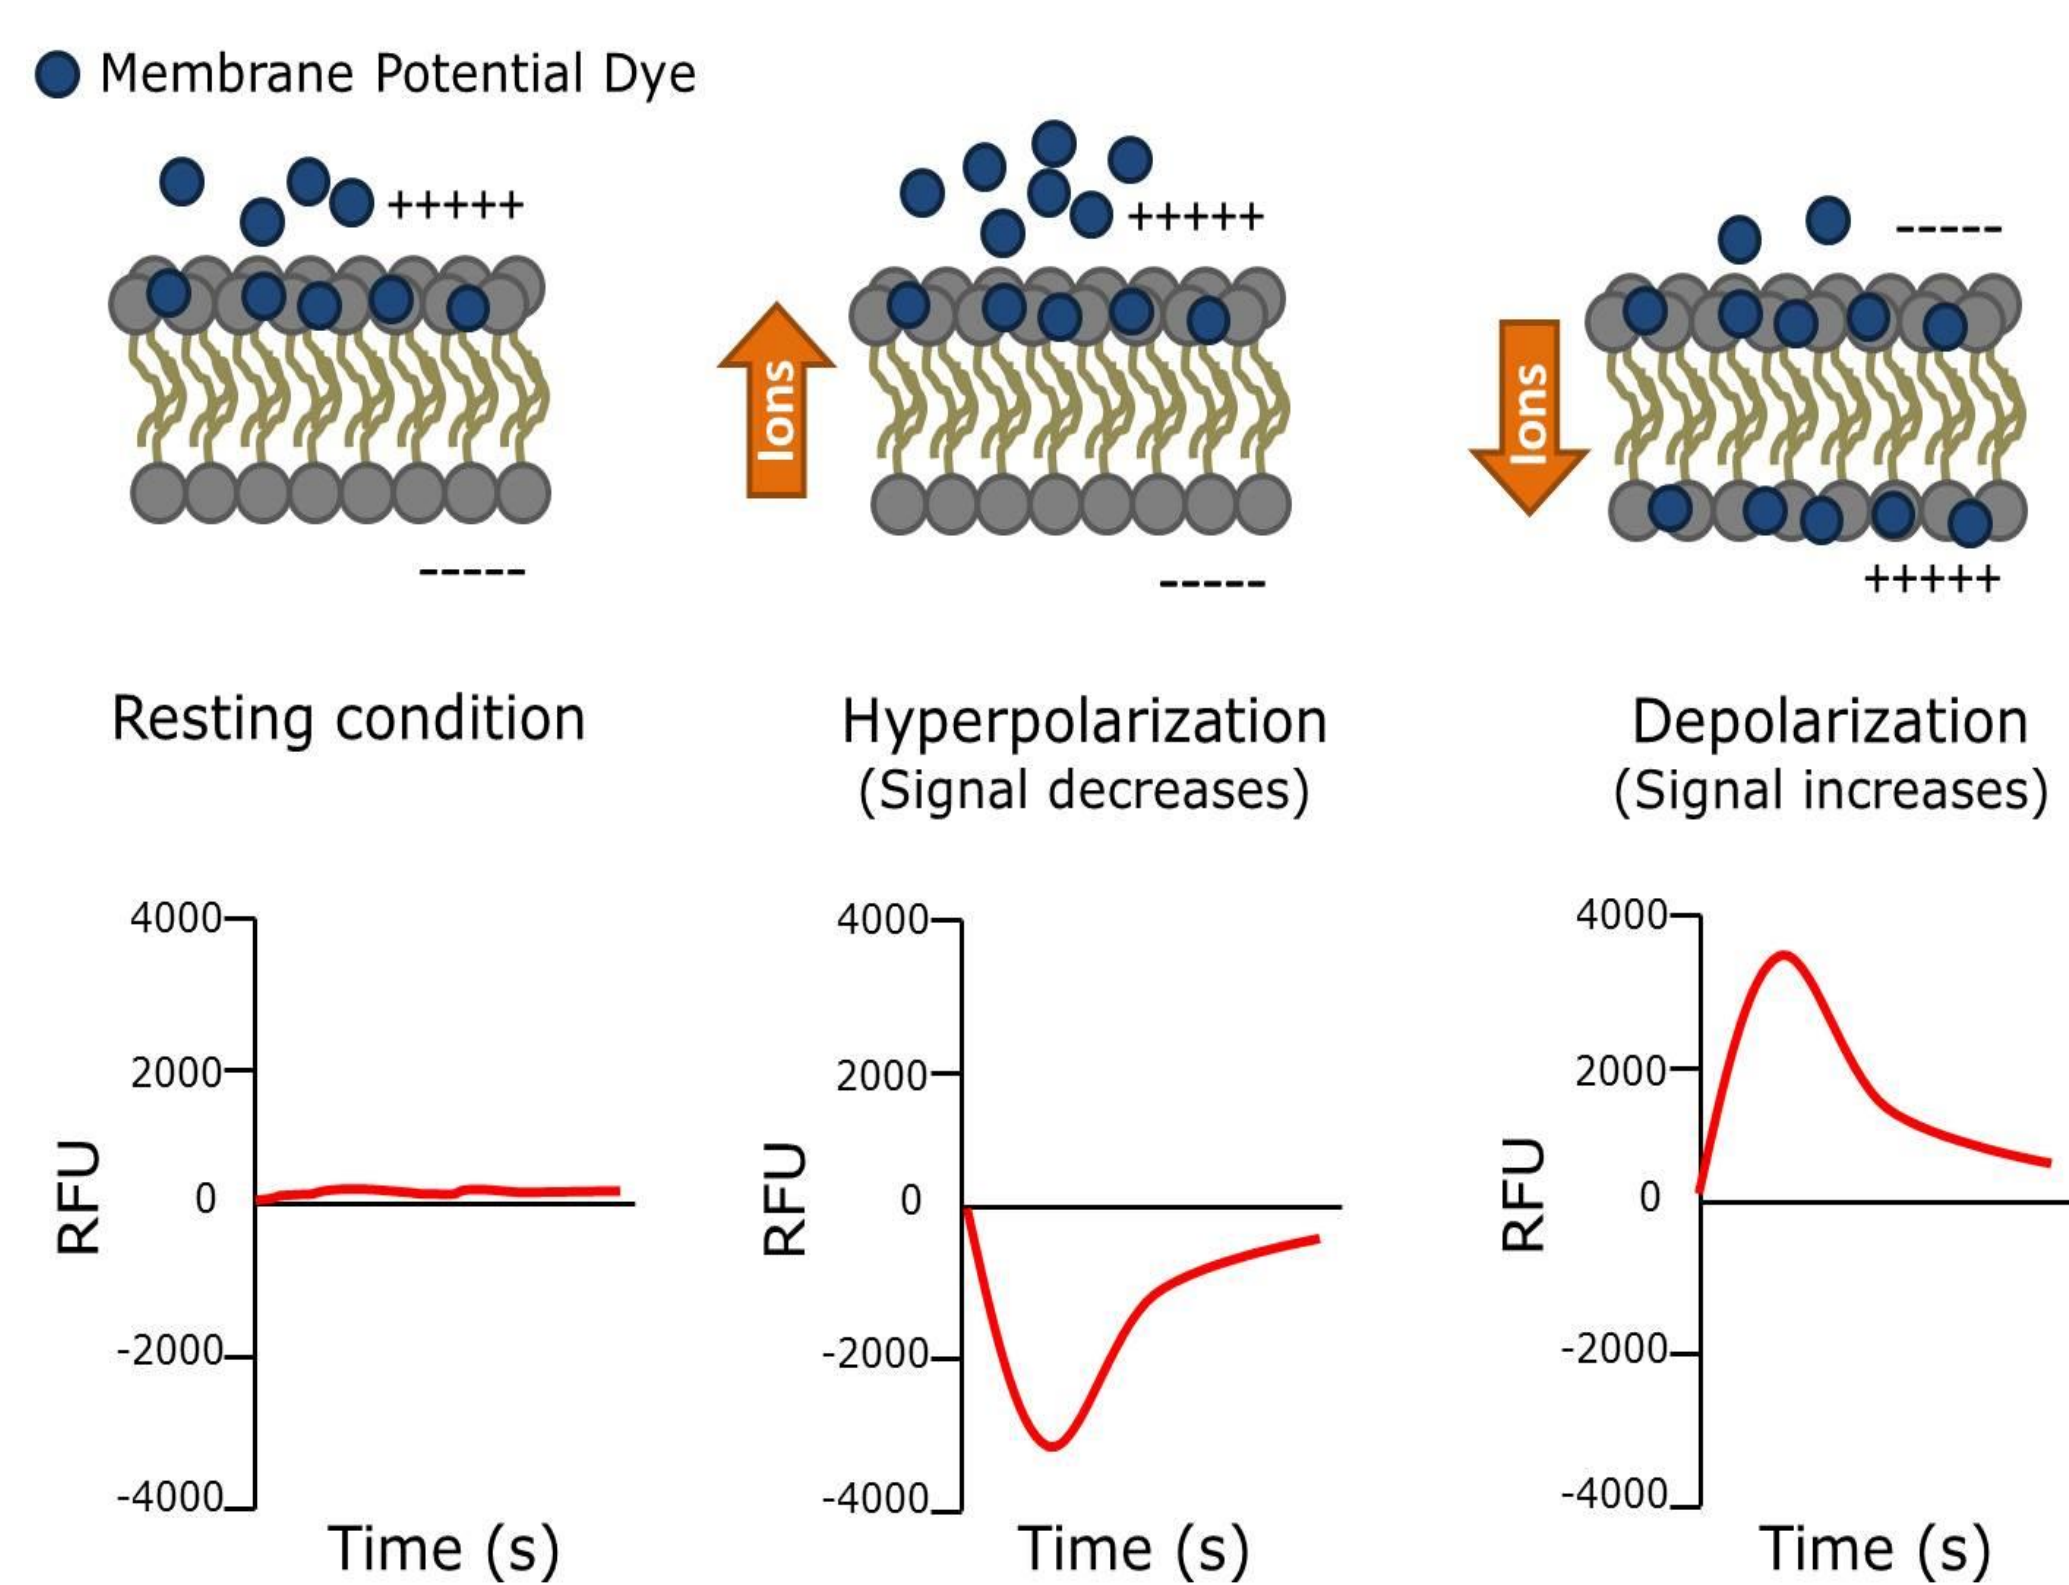 Membrane Potential Dye
+++++
+++++
-----
Ions
Ions
-----
-----
+++++
Resting condition
Hyperpolarization
(Signal decreases)
Depolarization
(Signal increases)
4000
2000
0
-2000
-4000
RFU
Time (s)
4000
2000
0
-2000
-4000
RFU
Time (s)
4000
2000
0
-2000
-4000
RFU
Time (s)